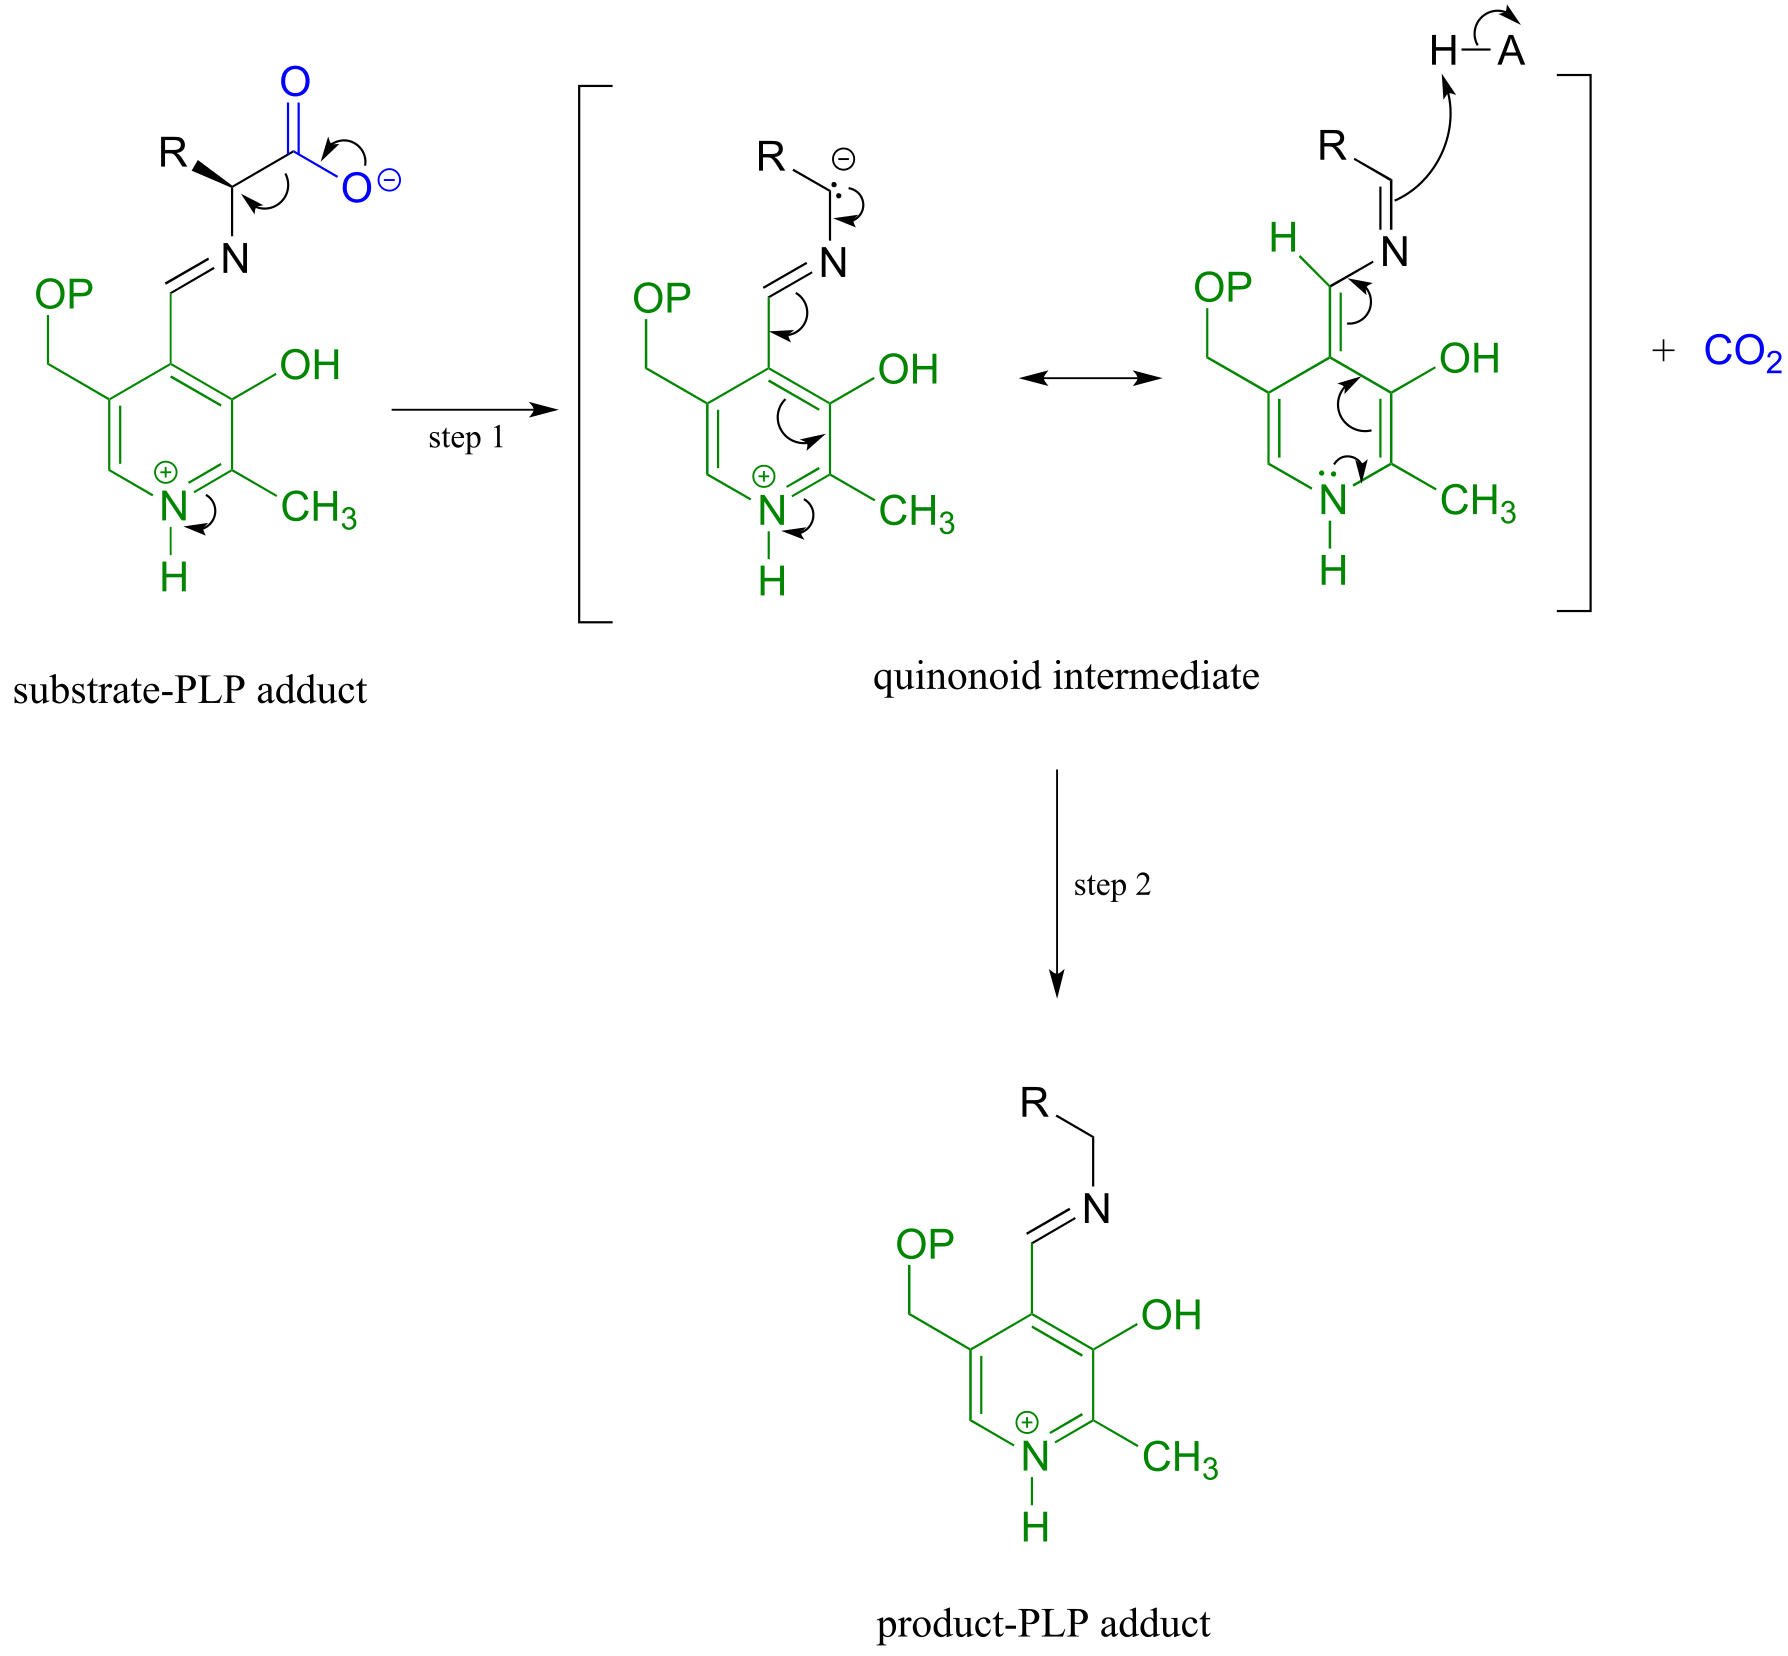 H A
O
R
O ⊖
N
OP
OH
⊕
N CH3
H
step 1
R ⊖
N
OP
OH
⊕
N CH3
H
R
H
N
OP
OH
N CH3
H
+ CO2
substrate-PLP adduct
quinonoid intermediate
step 2
R
N
OP
OH
⊕
N CH3
H
product-PLP adduct